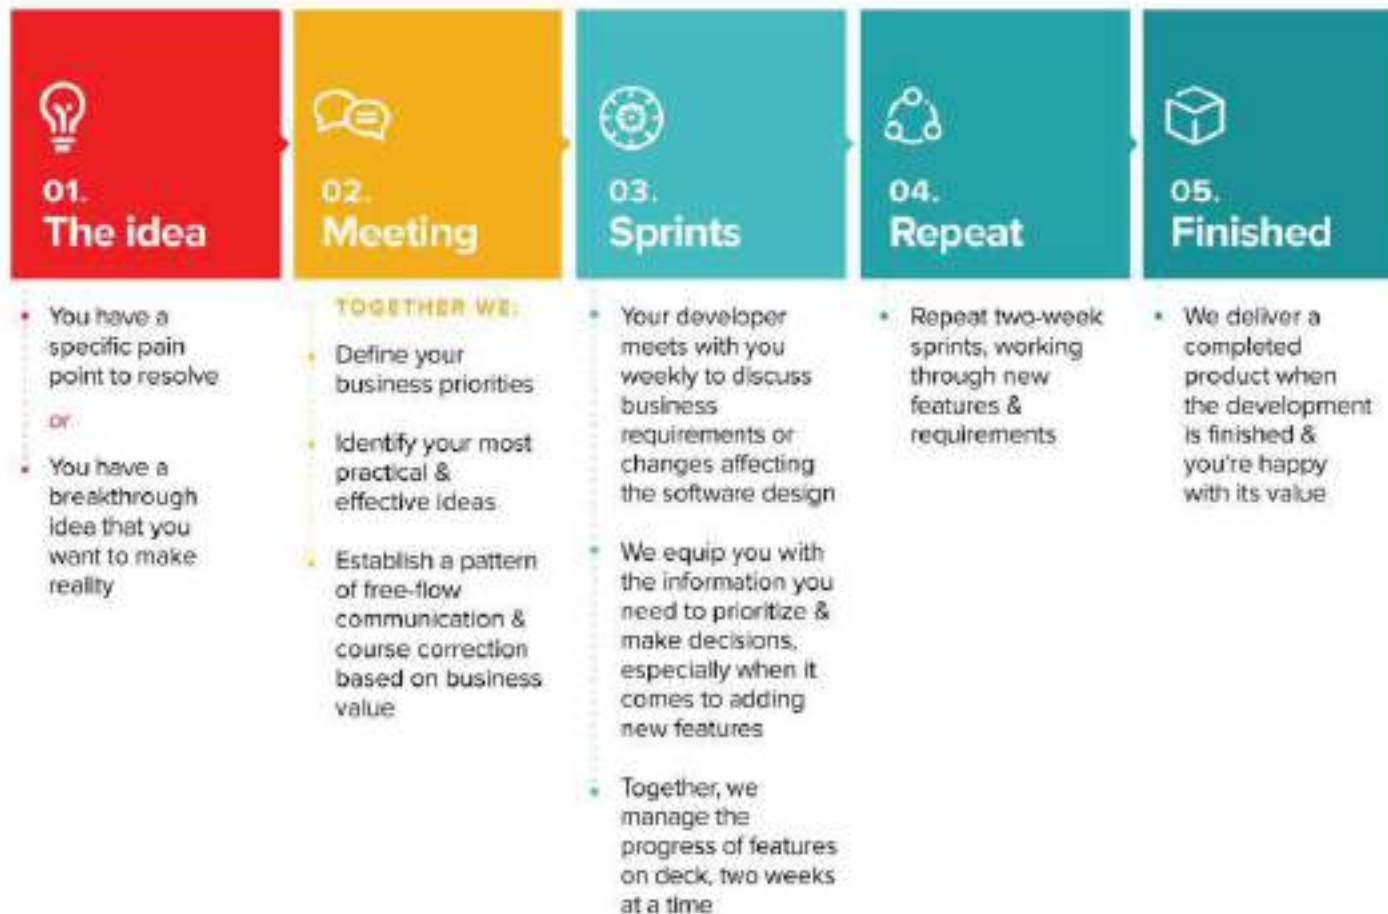 01.
The idea
You have a
specific pain
point to resolve
or
You have a
breakthrough
idea that you
want to make
reality
02.
Meeting
TOGETHER WE:
Define your
business priorities
Identify your most
practical &
effective ideas
Establish a pattern
of free-flow
communication &
course correction
based on business
value
03.
Sprints
Your developer
meets with you
weekly to discuss
business
requirements or
changes affecting
the software design
We equip you with
the information you
need to prioritize &
make decisions,
especially when it
comes to adding
new features
Together, we
manage the
progress of features
on deck, two weeks
at a time
04.
Repeat
Repeat two-week
sprints, working
through new
features &
requirements
05.
Finished
We deliver a
completed
product when
the development
is finished &
you're happy
with its value